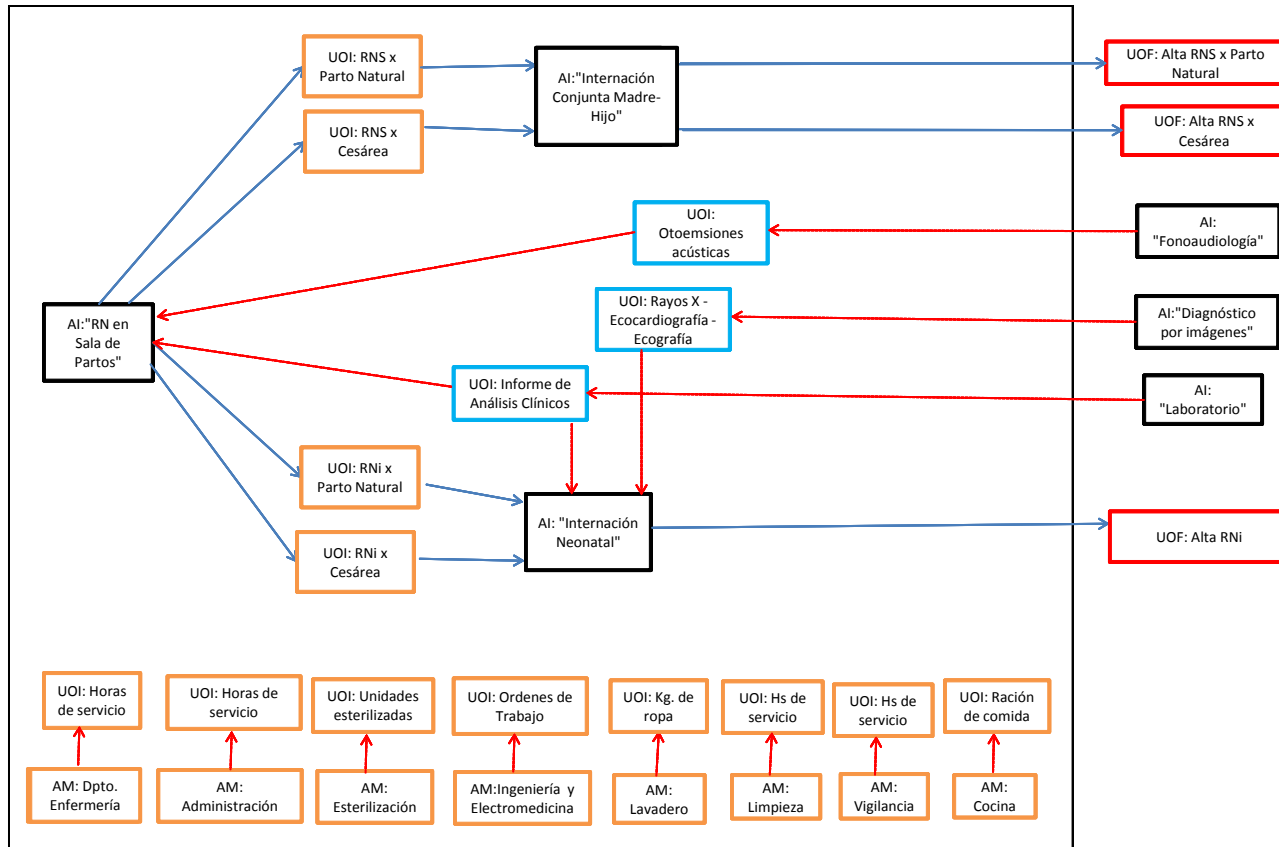 UOI: RNS x
Parto Natural
AI:"Internación
Conjunta Madre-
Hijo"
UOF: Alta RNS x Parto
Natural
UOI: RNS x
Cesárea
UOF: Alta RNS x
Cesárea
UOI:
Otoemsiones
acústicas
AI:
"Fonoaudiología"
AI:"RN en
Sala de
Partos"
UOI: Rayos X -
Ecocardiografía -
Ecografía
AI:"Diagnóstico
por imágenes"
UOI: Informe de
Análisis Clínicos
AI:
"Laboratorio"
UOI: RNi x
Parto Natural
AI: "Internación
Neonatal"
UOF: Alta RNi
UOI: RNi x
Cesárea
UOI: Horas
de servicio
UOI: Horas de
servicio
UOI: Unidades
esterilizadas
UOI: Ordenes de
Trabajo
UOI: Kg. de
ropa
UOI: Hs de
servicio
UOI: Hs de
servicio
UOI: Ración
de comida
AM: Dpto.
Enfermería
AM:
Administración
AM:
Esterilización
AM:Ingeniería y
Electromedicina
AM:
Lavadero
AM:
Limpieza
AM:
Vigilancia
AM:
Cocina